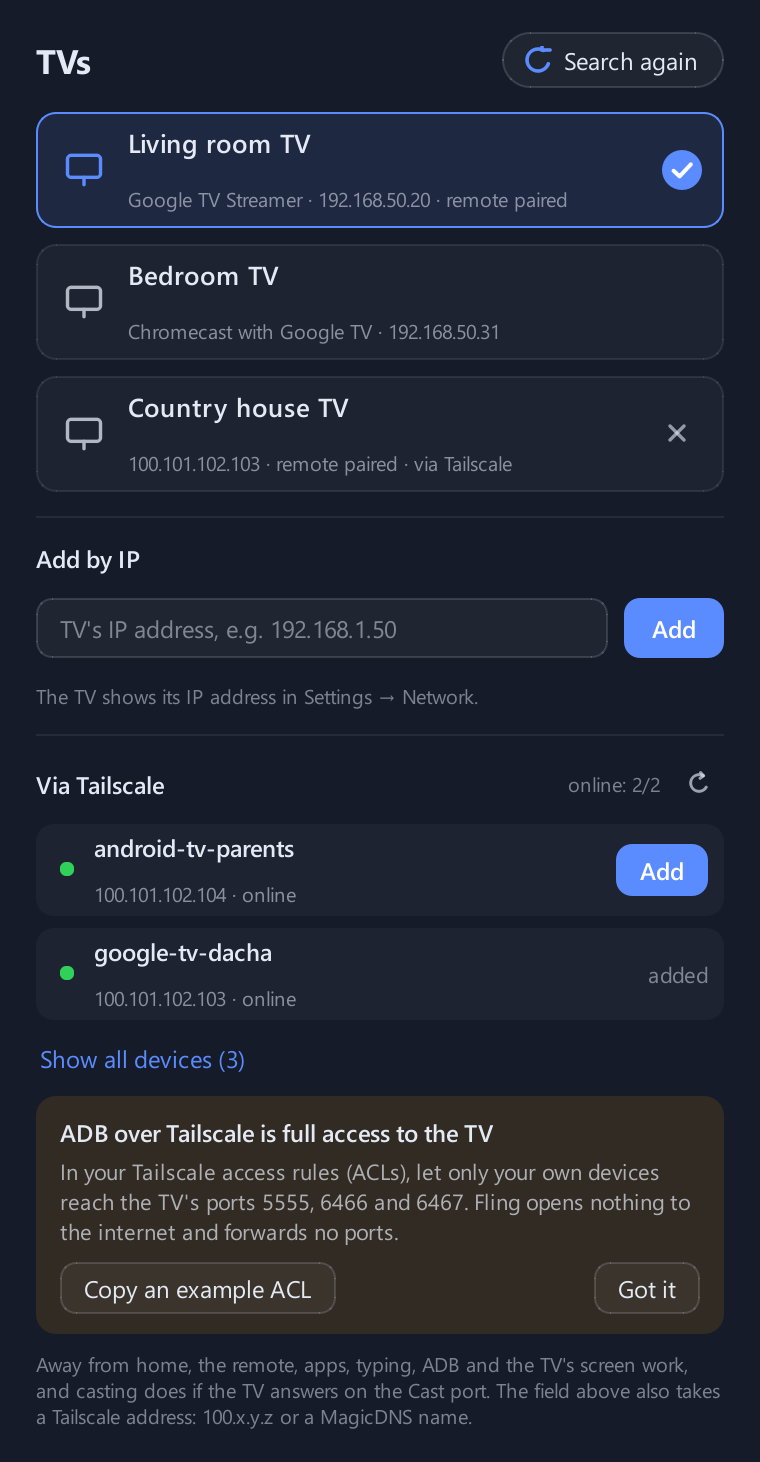 TVs
Search again
Living room TV
Google TV Streamer · 192.168.50.20 · remote paired
Bedroom TV
Chromecast with Google TV · 192.168.50.31
Country house TV
100.101.102.103 · remote paired · via Tailscale
Add by IP
TV's IP address, e.g. 192.168.1.50
Add
The TV shows its IP address in Settings → Network.
Via Tailscale
online: 2/2
android-tv-parents
100.101.102.104 · online
Add
google-tv-dacha
100.101.102.103 · online
added
Show all devices (3)
ADB over Tailscale is full access to the TV
In your Tailscale access rules (ACLs), let only your own devices
reach the TV's ports 5555, 6466 and 6467. Fling opens nothing to
the internet and forwards no ports.
Copy an example ACL
Got it
Away from home, the remote, apps, typing, ADB and the TV's screen work,
and casting does if the TV answers on the Cast port. The field above also takes
a Tailscale address: 100.x.y.z or a MagicDNS name.